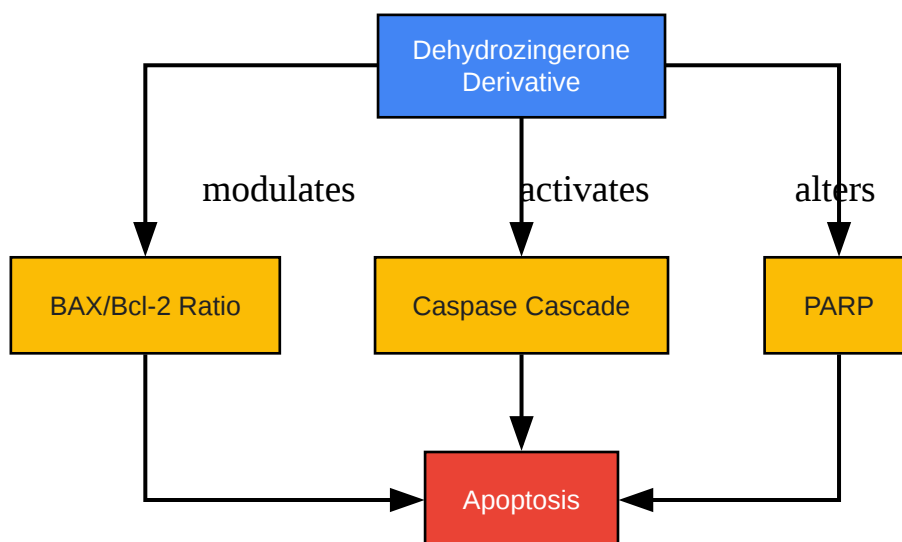 Dehydrozingerone
Derivative
modulates
activates
alters
BAX/Bcl-2 Ratio
Caspase Cascade
PARP
Apoptosis